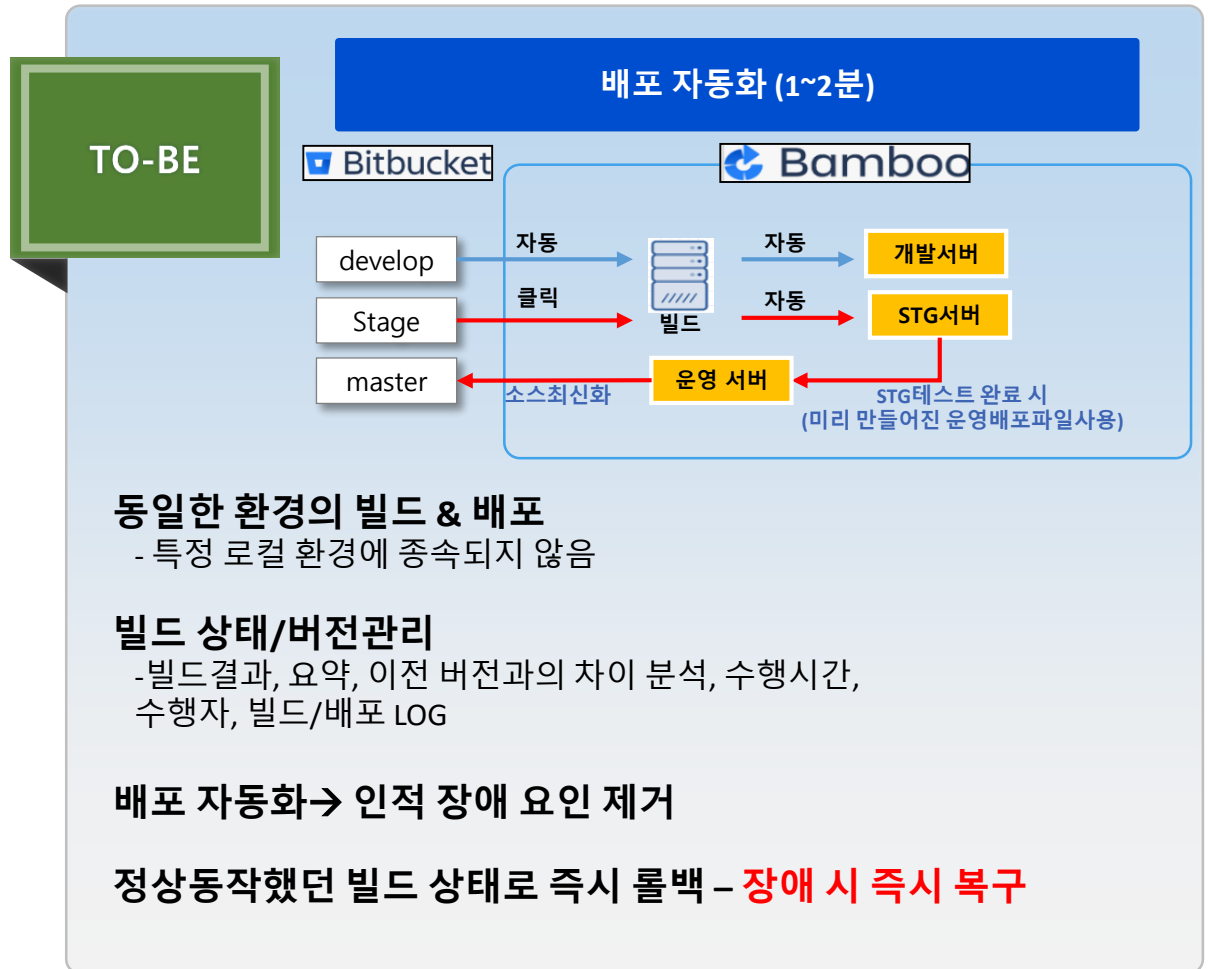 배포 자동화 (1~2분)
TO-BE
Bitbucket
Bamboo
develop
자동
자동
개발서버
Stage
클릭
빌드
자동
STG서버
master
소스최신화
운영 서버
STG테스트 완료 시
(미리 만들어진 운영배포파일사용)
동일한 환경의 빌드 & 배포
- 특정 로컬 환경에 종속되지 않음
빌드 상태/버전관리
-빌드결과, 요약, 이전 버전과의 차이 분석, 수행시간,
수행자, 빌드/배포 LOG
배포 자동화→ 인적 장애 요인 제거
정상동작했던 빌드 상태로 즉시 롤백 – 장애 시 즉시 복구